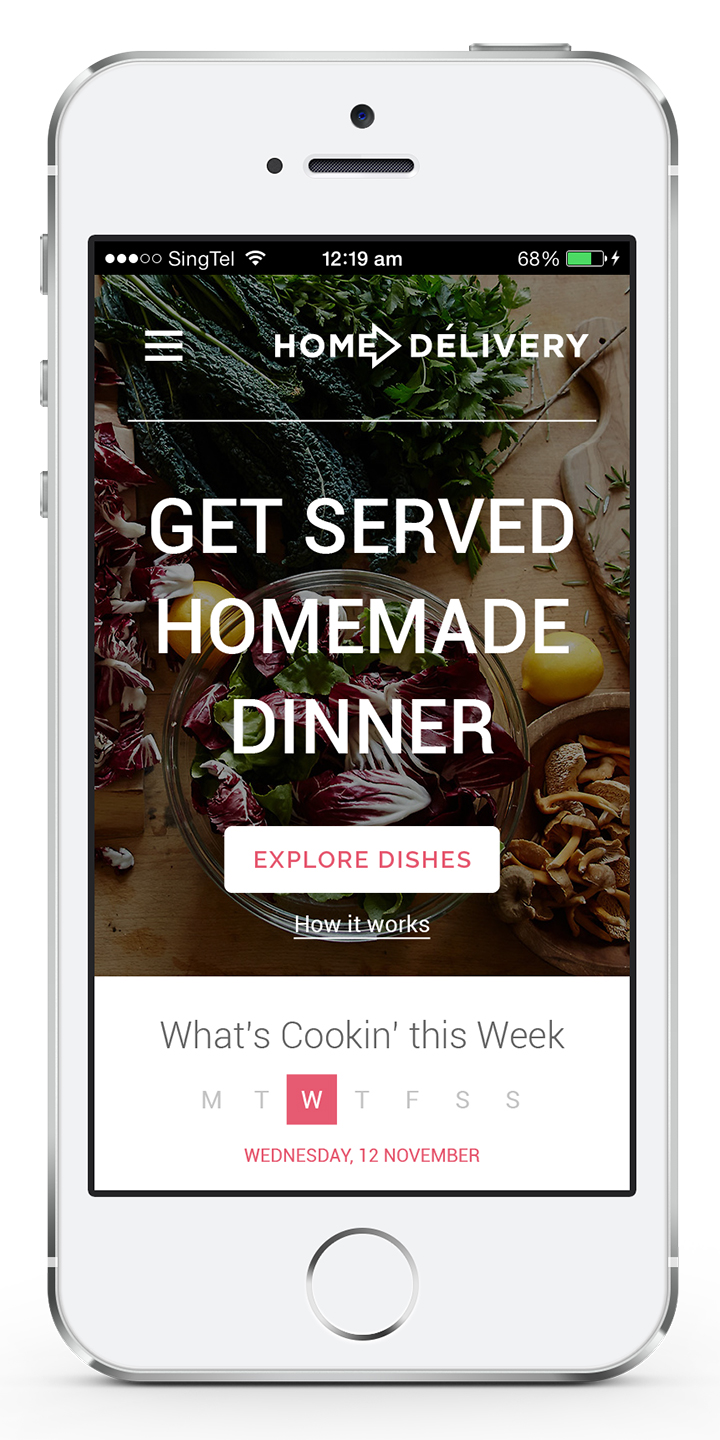 SingTel 12:19 am 68%
HOME DÉLIVERY
GET SERVED
HOMEMADE
DINNER
EXPLORE DISHES
How it works
What's Cookin' this Week
M T W T F S S
WEDNESDAY, 12 NOVEMBER